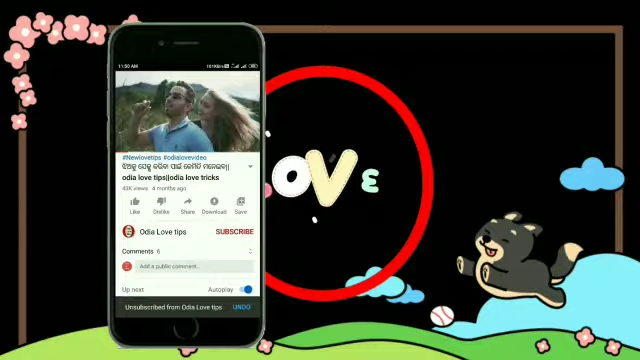 11:50 AM
#Newlovetips #odialovevideo
odia love tips||odia love tricks
43K views · 4 months ago
Like Dislike Share Download Save
Odia Love tips SUBSCRIBE
Comments 6
Add a public comment...
Up next Autoplay
Unsubscribed from Odia Love tips UNDO
OVE